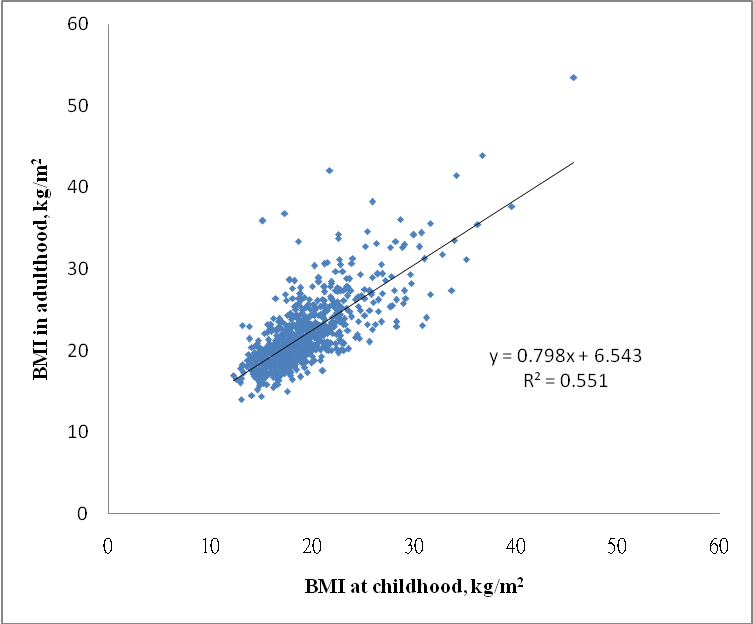 60
50
40
30
20
10
0
BMI in adulthood, kg/m²
y = 0.798x + 6.543
R² = 0.551
0 10 20 30 40 50 60
BMI at childhood, kg/m²